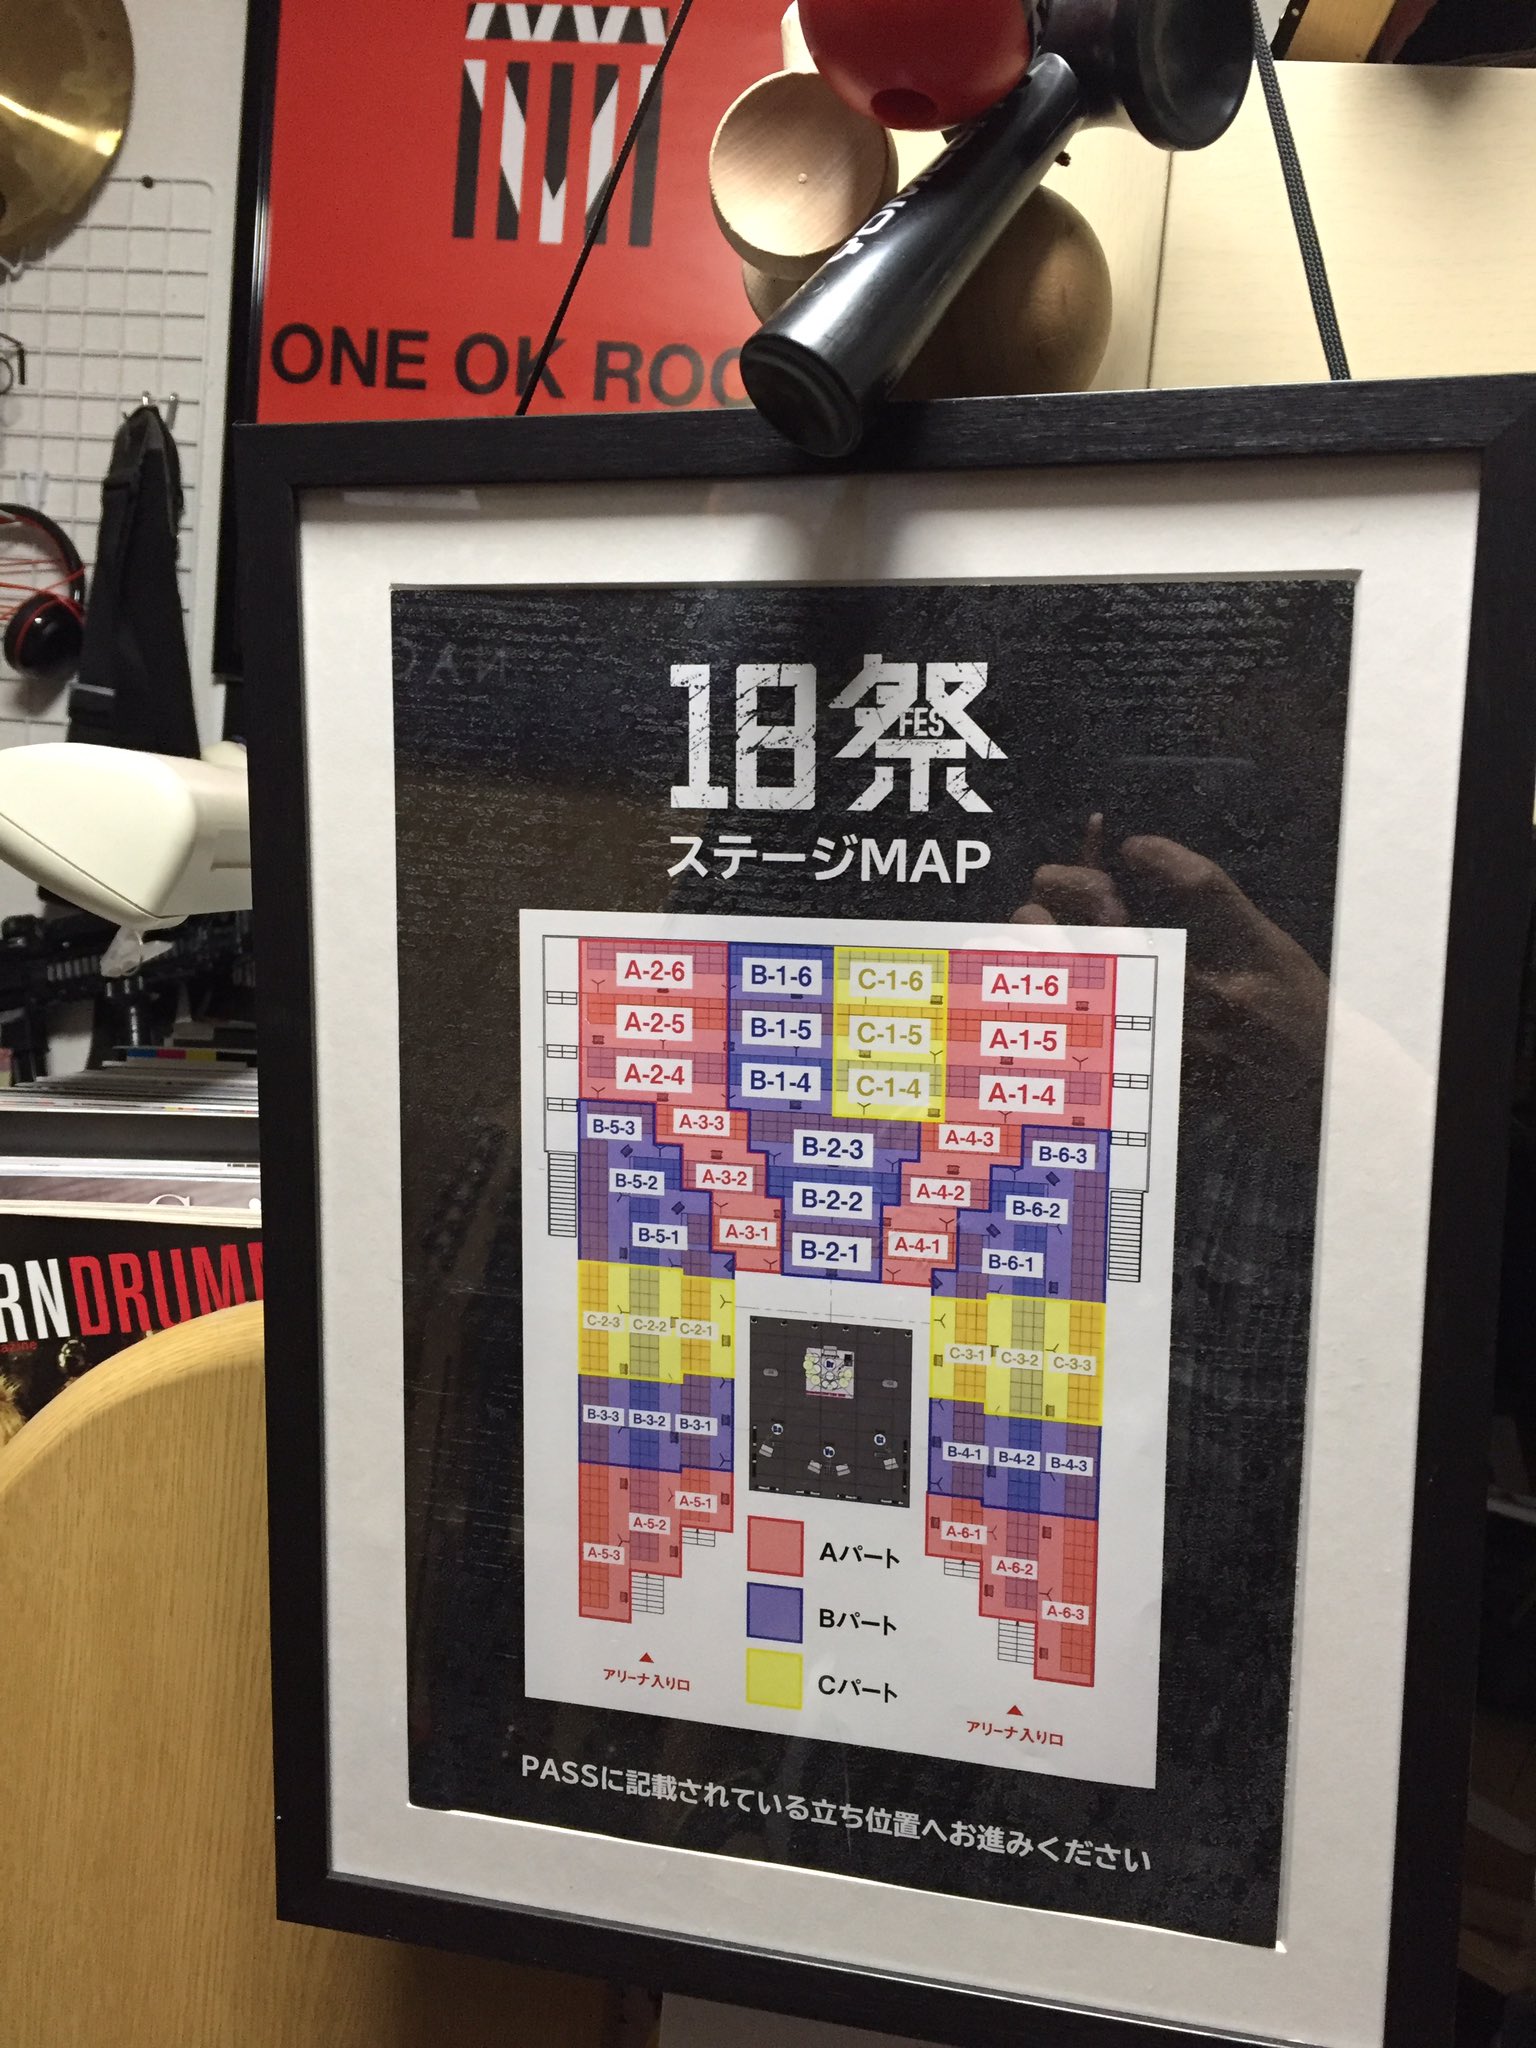 ONE OK ROC
18祭
FES
ステージMAP
A-2-6 B-1-6 C-1-6 A-1-6
A-2-5 B-1-5 C-1-5 A-1-5
A-2-4 B-1-4 C-1-4 A-1-4
B-5-3 A-3-3 B-2-3 A-4-3 B-6-3
B-5-2 A-3-2 B-2-2 A-4-2 B-6-2
B-5-1 A-3-1 B-2-1 A-4-1 B-6-1
C-2-3 C-2-2 C-2-1 C-3-1 C-3-2 C-3-3
B-3-3 B-3-2 B-3-1 B-4-1 B-4-2 B-4-3
A-5-3 A-5-2 A-5-1 A-6-1 A-6-2 A-6-3
Aパート
Bパート
Cパート
アリーナ入り口
アリーナ入り口
PASSに記載されている立ち位置へお進みください
RNDRUM
azine